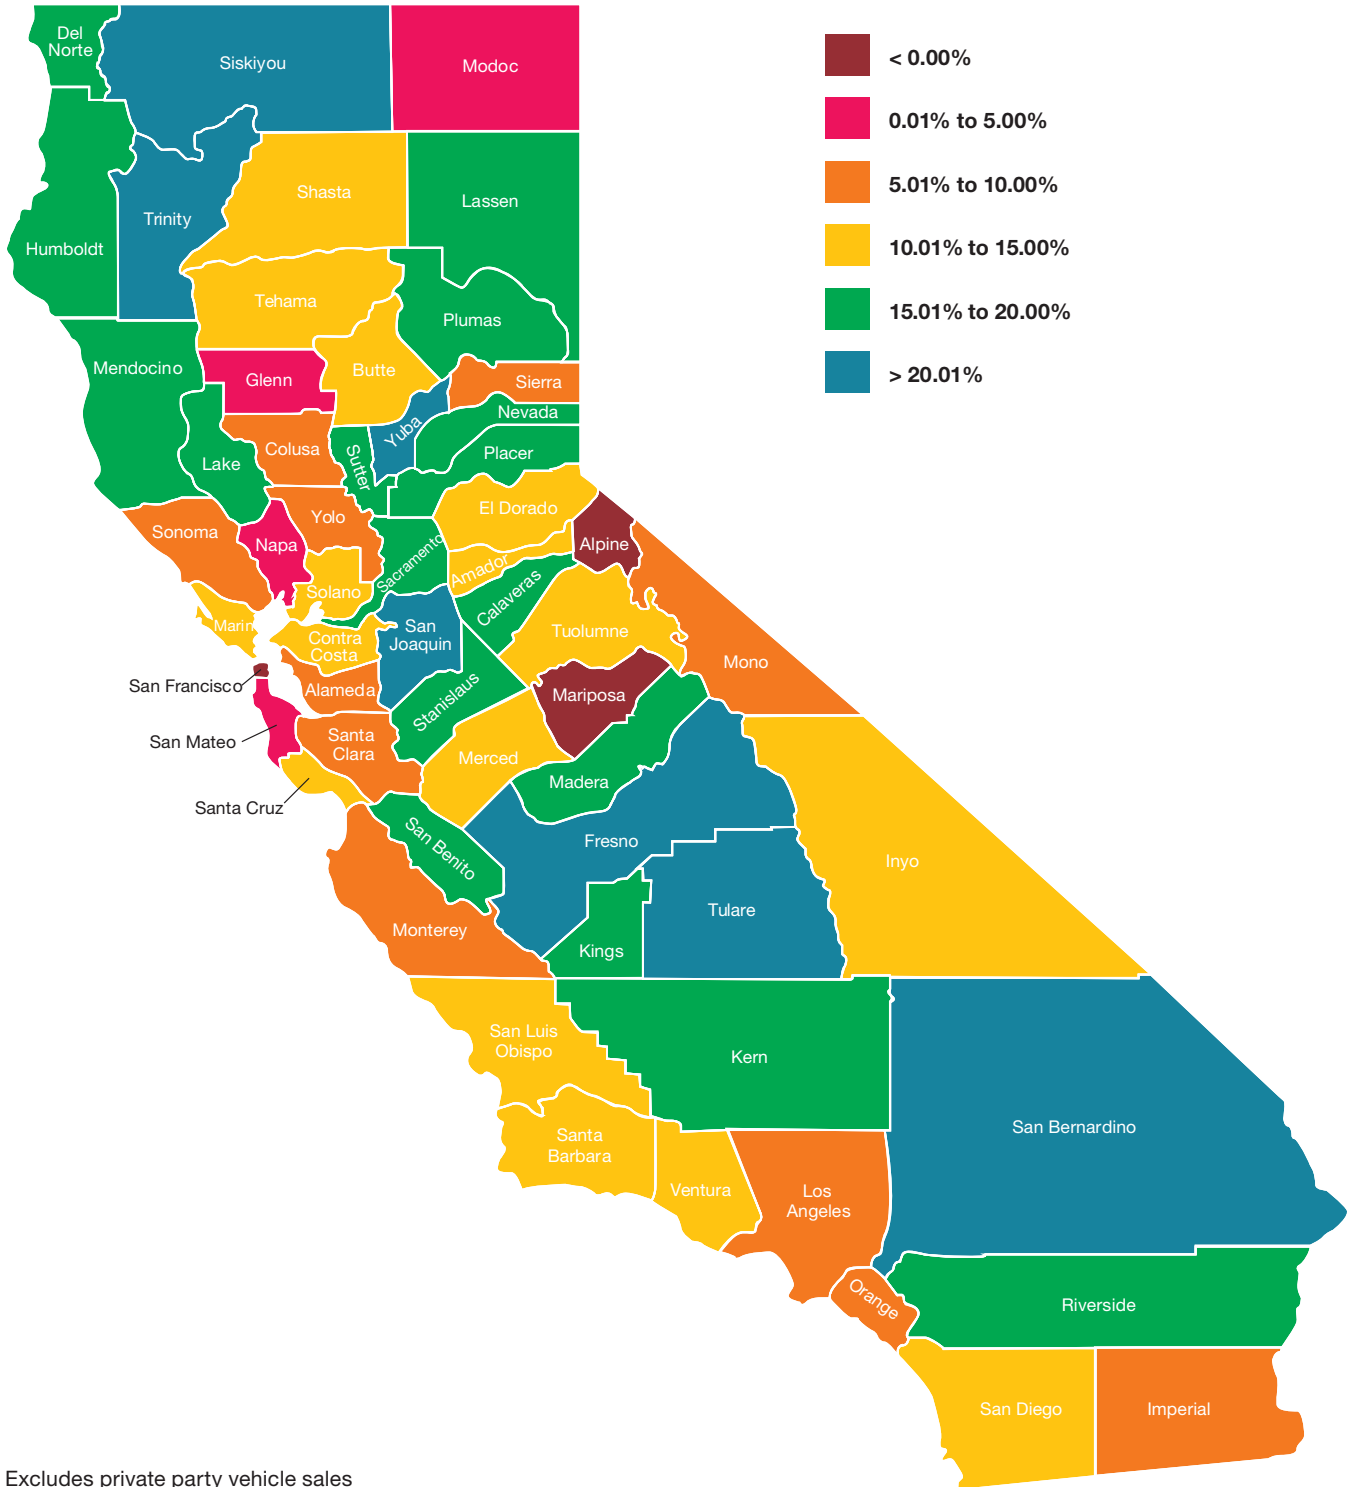 Del
Norte
Siskiyou
Modoc
< 0.00%
0.01% to 5.00%
5.01% to 10.00%
10.01% to 15.00%
15.01% to 20.00%
> 20.01%
Shasta
Lassen
Trinity
Humboldt
Tehama
Plumas
Mendocino
Glenn
Butte
Sierra
Nevada
Yuba
Colusa
Sutter
Placer
Lake
El Dorado
Yolo
Sonoma
Napa
Sacramento
Alpine
Amador
Solano
Calaveras
Marin
San
Joaquin
Contra
Costa
Tuolumne
Mono
San Francisco
Alameda
Stanislaus
Mariposa
San Mateo
Santa
Clara
Merced
Madera
Santa Cruz
San Benito
Fresno
Inyo
Tulare
Monterey
Kings
San Luis
Obispo
Kern
San Bernardino
Santa
Barbara
Ventura
Los
Angeles
Orange
Riverside
San Diego
Imperial
Excludes private party vehicle sales